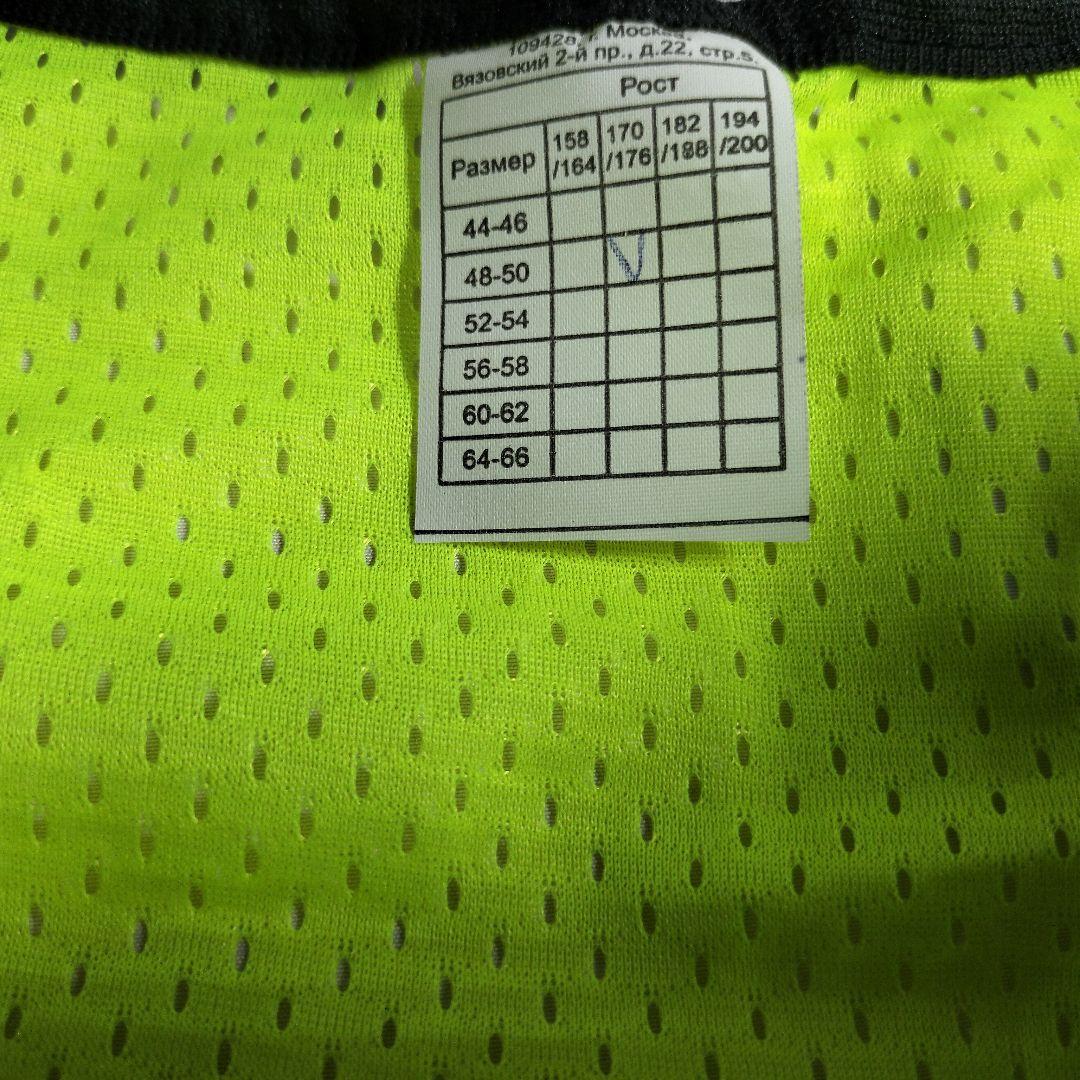 109428, г. Москва.
Вязовский 2-й пр., д.22, стр.5.
Рост
Размер 158/164 170/176 182/188 194/200
44-46
48-50 V
52-54
56-58
60-62
64-66